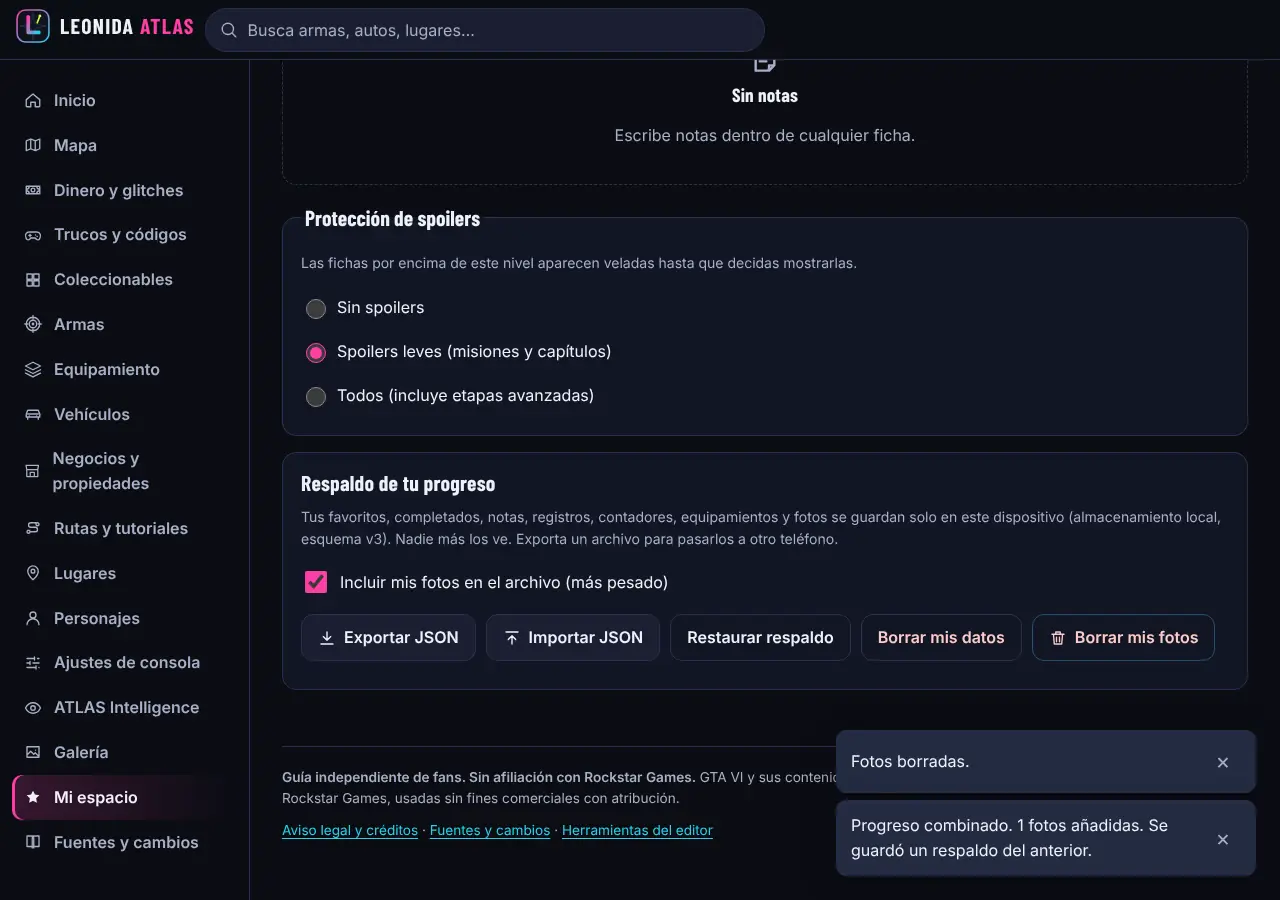 LEONIDA ATLAS
Busca armas, autos, lugares...
Inicio
Mapa
Dinero y glitches
Trucos y códigos
Coleccionables
Armas
Equipamiento
Vehículos
Negocios y
propiedades
Rutas y tutoriales
Lugares
Personajes
Ajustes de consola
ATLAS Intelligence
Galería
Mi espacio
Fuentes y cambios
Sin notas
Escribe notas dentro de cualquier ficha.
Protección de spoilers
Las fichas por encima de este nivel aparecen veladas hasta que decidas mostrarlas.
Sin spoilers
Spoilers leves (misiones y capítulos)
Todos (incluye etapas avanzadas)
Respaldo de tu progreso
Tus favoritos, completados, notas, registros, contadores, equipamientos y fotos se guardan solo en este dispositivo (almacenamiento local,
esquema v3). Nadie más los ve. Exporta un archivo para pasarlos a otro teléfono.
Incluir mis fotos en el archivo (más pesado)
Exportar JSON
Importar JSON
Restaurar respaldo
Borrar mis datos
Borrar mis fotos
Guía independiente de fans. Sin afiliación con Rockstar Games. GTA VI y sus
Rockstar Games, usadas sin fines comerciales con atribución.
Aviso legal y créditos · Fuentes y cambios · Herramientas del editor
Fotos borradas.
Progreso combinado. 1 fotos añadidas. Se
guardó un respaldo del anterior.